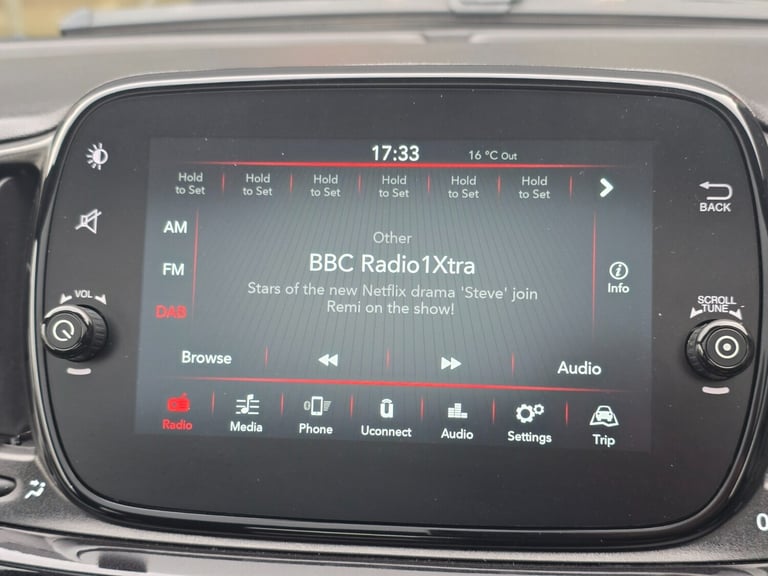 17:33 16 °C Out
Hold to Set
Hold to Set
Hold to Set
Hold to Set
Hold to Set
Hold to Set
BACK
AM
FM
DAB
Other
BBC Radio1Xtra
Stars of the new Netflix drama 'Steve' join
Remi on the show!
Info
VOL
SCROLL
TUNE
Browse
Audio
Radio
Media
Phone
Uconnect
Audio
Settings
Trip